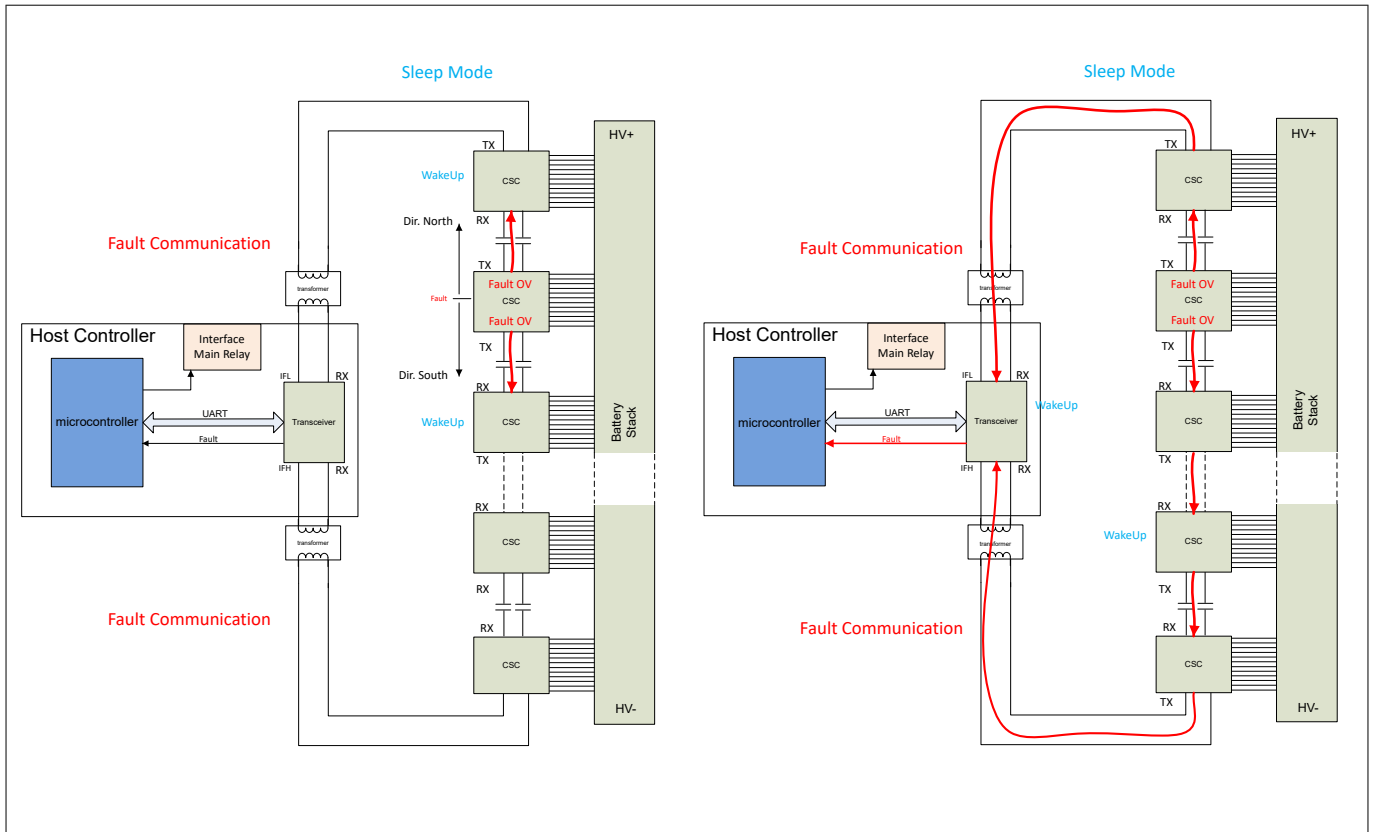 Sleep Mode
HV+
TX
CSC
WakeUp
RX
Dir. North
Fault Communication
TX
Fault OV
CSC
Fault OV
Fault
transformer
TX
Dir. South
RX
CSC
WakeUp
TX
Host Controller
Interface
Main Relay
microcontroller
UART
Fault
IFL
RX
Transceiver
IFH
RX
transformer
Battery
Stack
RX
CSC
RX
Fault Communication
RX
CSC
HV-
Sleep Mode
HV+
TX
CSC
RX
Fault Communication
TX
Fault OV
CSC
Fault OV
transformer
TX
RX
CSC
TX
Host Controller
Interface
Main Relay
microcontroller
UART
Fault
IFL
RX
WakeUp
Transceiver
IFH
RX
transformer
Battery
Stack
RX
CSC
WakeUp
TX
Fault Communication
RX
CSC
TX
HV-